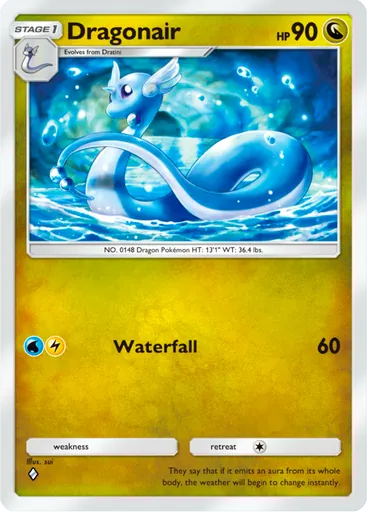 STAGE 1
Dragonair
HP 90
Evolves from Dratini
NO. 0148 Dragon Pokémon HT: 13'1" WT: 36.4 lbs.
Waterfall 60
weakness
retreat
Illus. sui
They say that if it emits an aura from its whole
body, the weather will begin to change instantly.